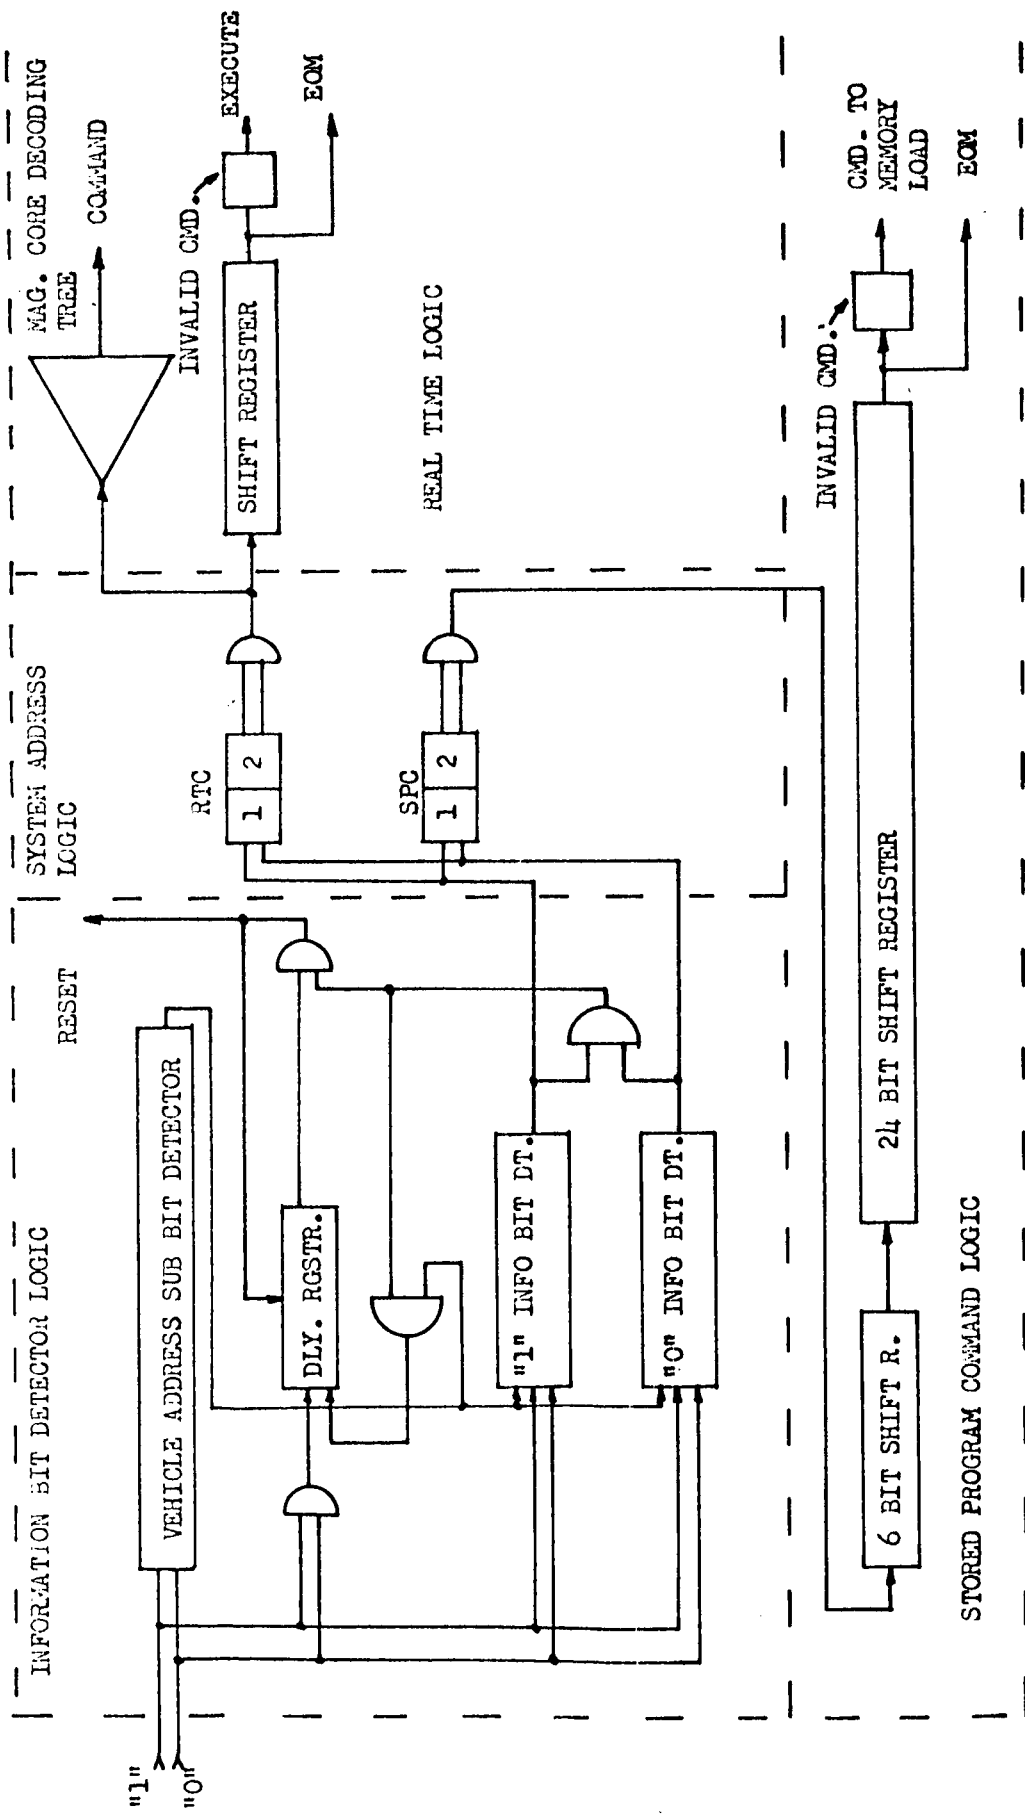 INFORMATION BIT DETECTOR LOGIC
RESET
SYSTEM ADDRESS
LOGIC
MAG. CORE DECODING
TREE
COMMAND
"1"
"0"
VEHICLE ADDRESS SUB BIT DETECTOR
DLY. RGSTR.
"1" INFO BIT DT.
"0" INFO BIT DT.
RTC
1 2
SPC
1 2
INVALID CMD.
SHIFT REGISTER
EXECUTE
EOM
REAL TIME LOGIC
6 BIT SHIFT R.
24 BIT SHIFT REGISTER
INVALID CMD.
CMD. TO
MEMORY
LOAD
EOM
STORED PROGRAM COMMAND LOGIC